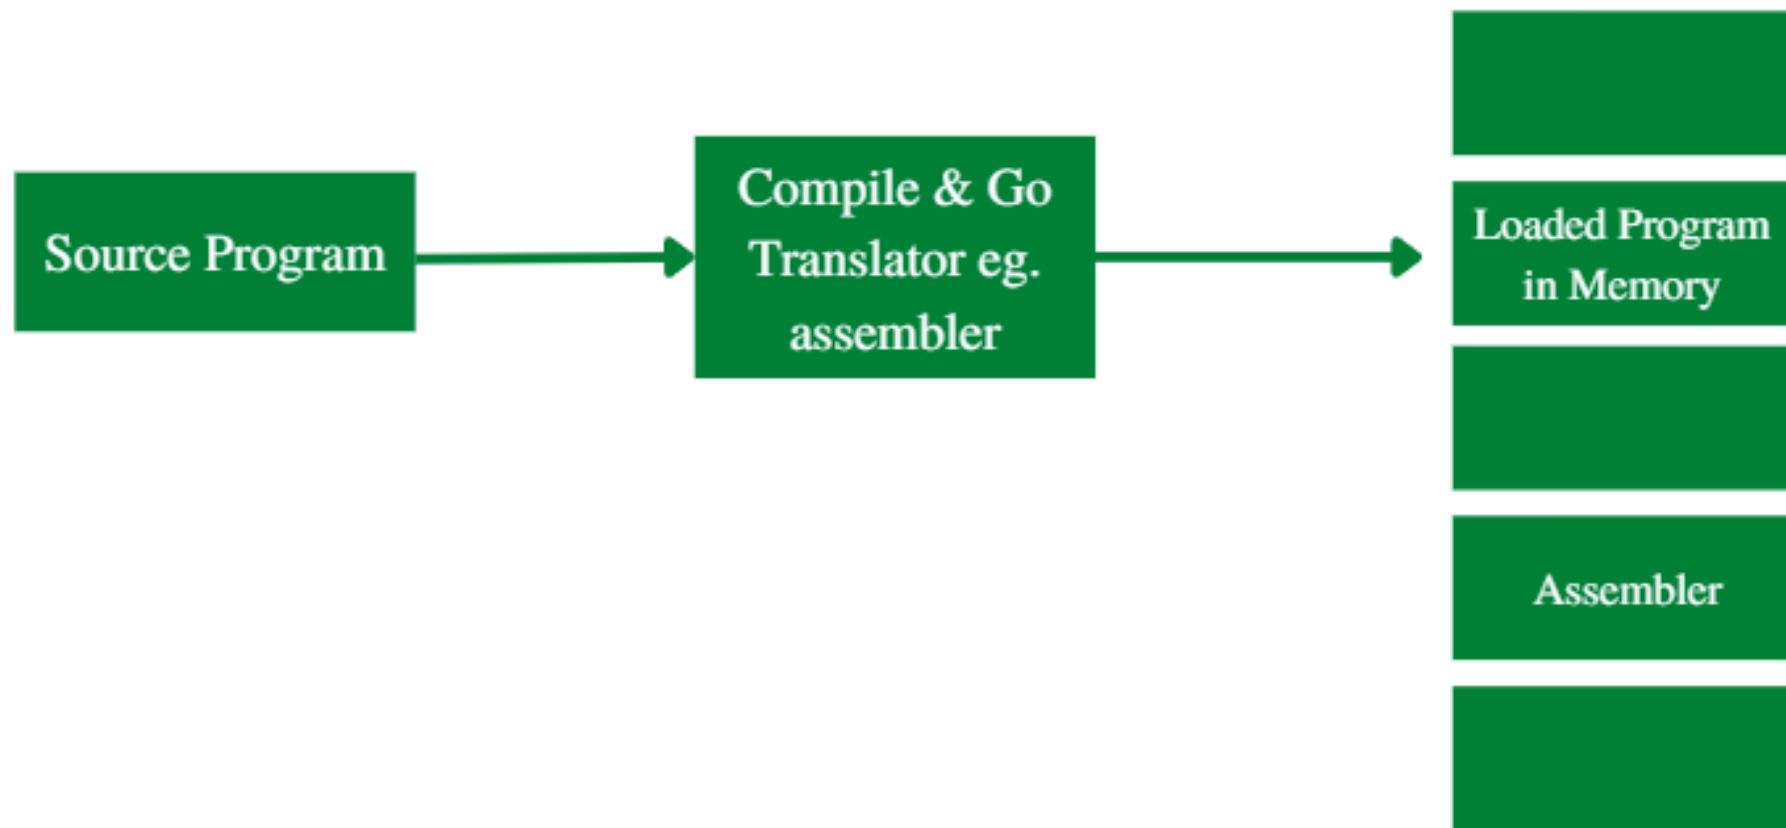 Source Program
Compile & Go
Translator eg.
assembler
Loaded Program
in Memory
Assembler